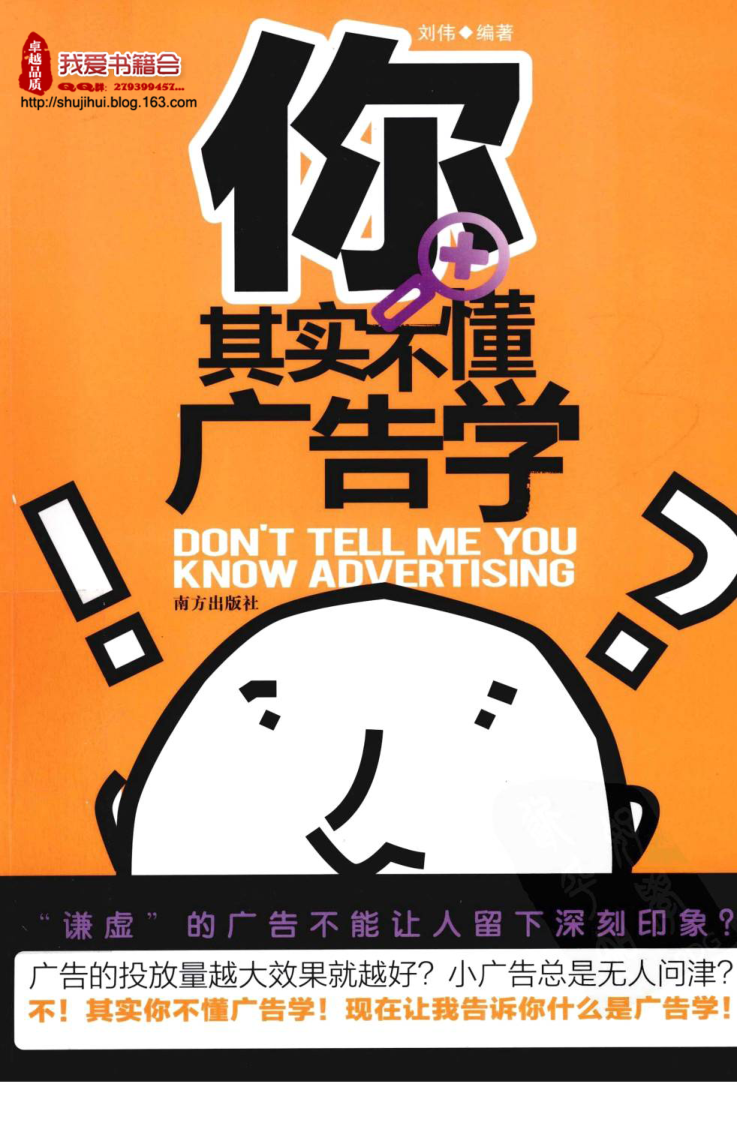 刘伟◆编著
卓越品质
我爱书籍会
QQ群：279399457...
http://shujihui.blog.163.com
你
其实不懂
广告学
DON'T TELL ME YOU
KNOW ADVERTISING
南方出版社
！
？
“谦虚”的广告不能让人留下深刻印象？
广告的投放量越大效果就越好？小广告总是无人问津？
不！其实你不懂广告学！现在让我告诉你什么是广告学！